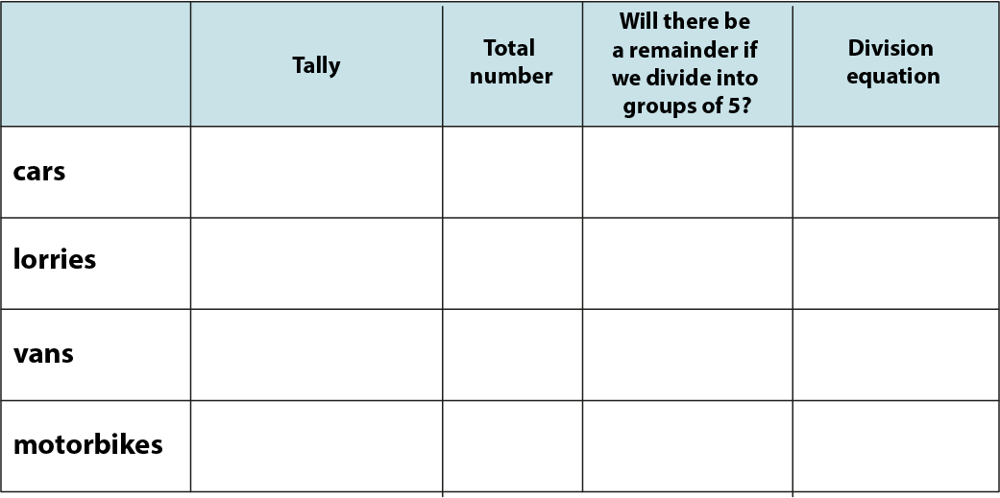 Tally
Total
number
Will there be
a remainder if
we divide into
groups of 5?
Division
equation
cars
lorries
vans
motorbikes